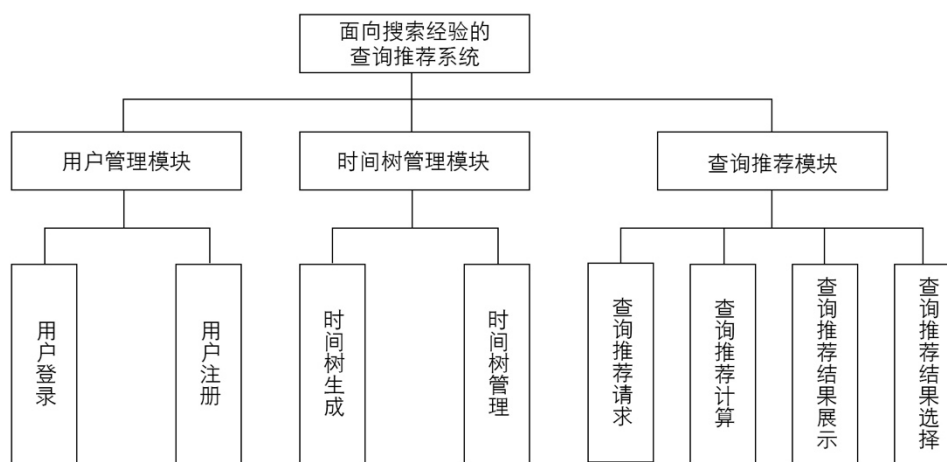 面向搜索经验的
查询推荐系统
用户管理模块
时间树管理模块
查询推荐模块
用户登录
用户注册
时间树生成
时间树管理
查询推荐请求
查询推荐计算
查询推荐结果展示
查询推荐结果选择